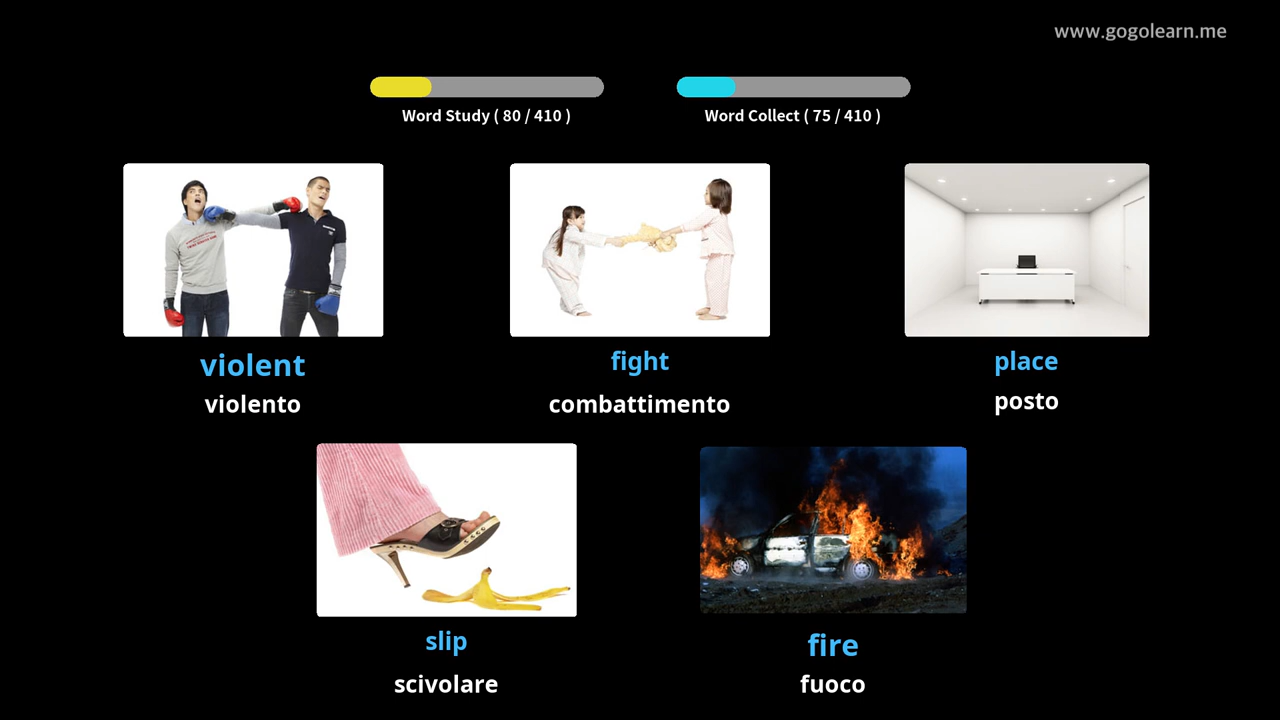 www.gogolearn.me
Word Study ( 80 / 410 )
Word Collect ( 75 / 410 )
violent
violento
fight
combattimento
place
posto
slip
scivolare
fire
fuoco